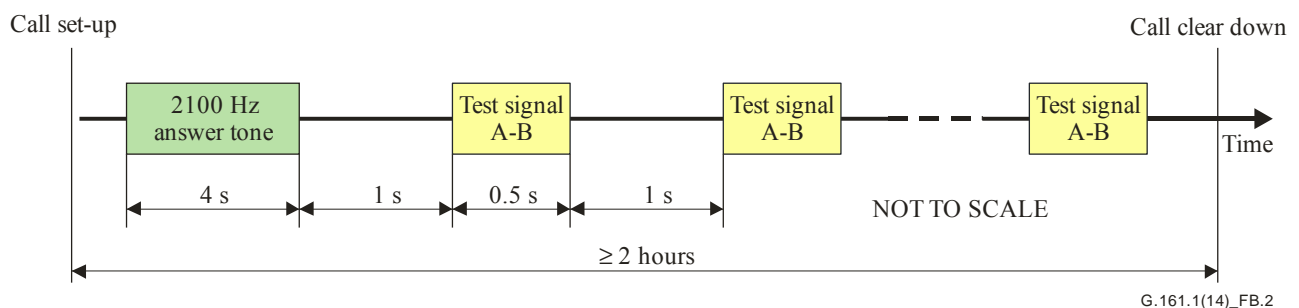 Call set-up
Call clear down
2100 Hz
answer tone
Test signal
A-B
Test signal
A-B
Test signal
A-B
Time
4 s
1 s
0.5 s
1 s
NOT TO SCALE
≥ 2 hours
G.161.1(14)_FB.2